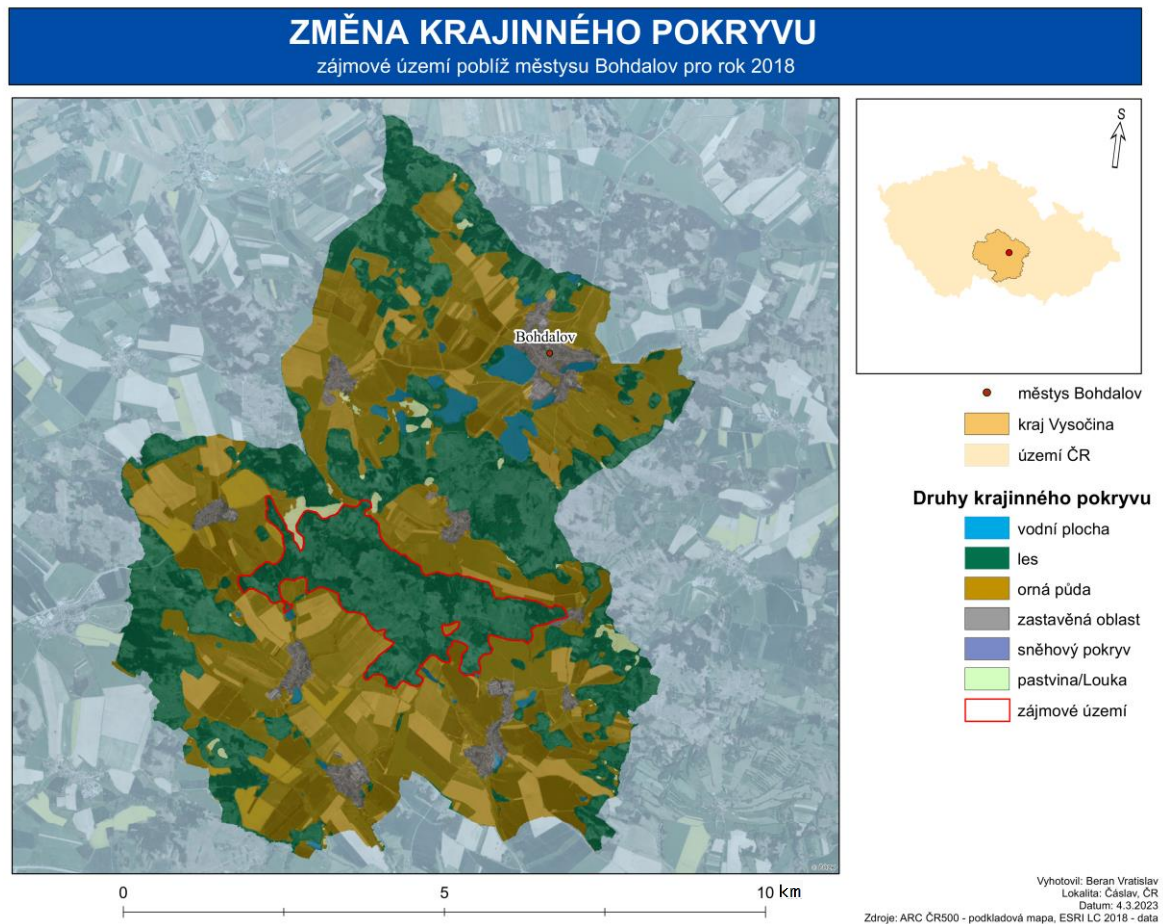 ZMĚNA KRAJINNÉHO POKRYVU
zájmové území poblíž městysu Bohdalov pro rok 2018
S
Bohdalov
městys Bohdalov
kraj Vysočina
území ČR
Druhy krajinného pokryvu
vodní plocha
les
orná půda
zastavěná oblast
sněhový pokryv
pastvina/Louka
zájmové území
0 5 10 km
Vyhotovil: Beran Vratislav
Lokalita: Čáslav, ČR
Datum: 4.3.2023
Zdroje: ARC ČR500 - podkladová mapa, ESRI LC 2018 - data